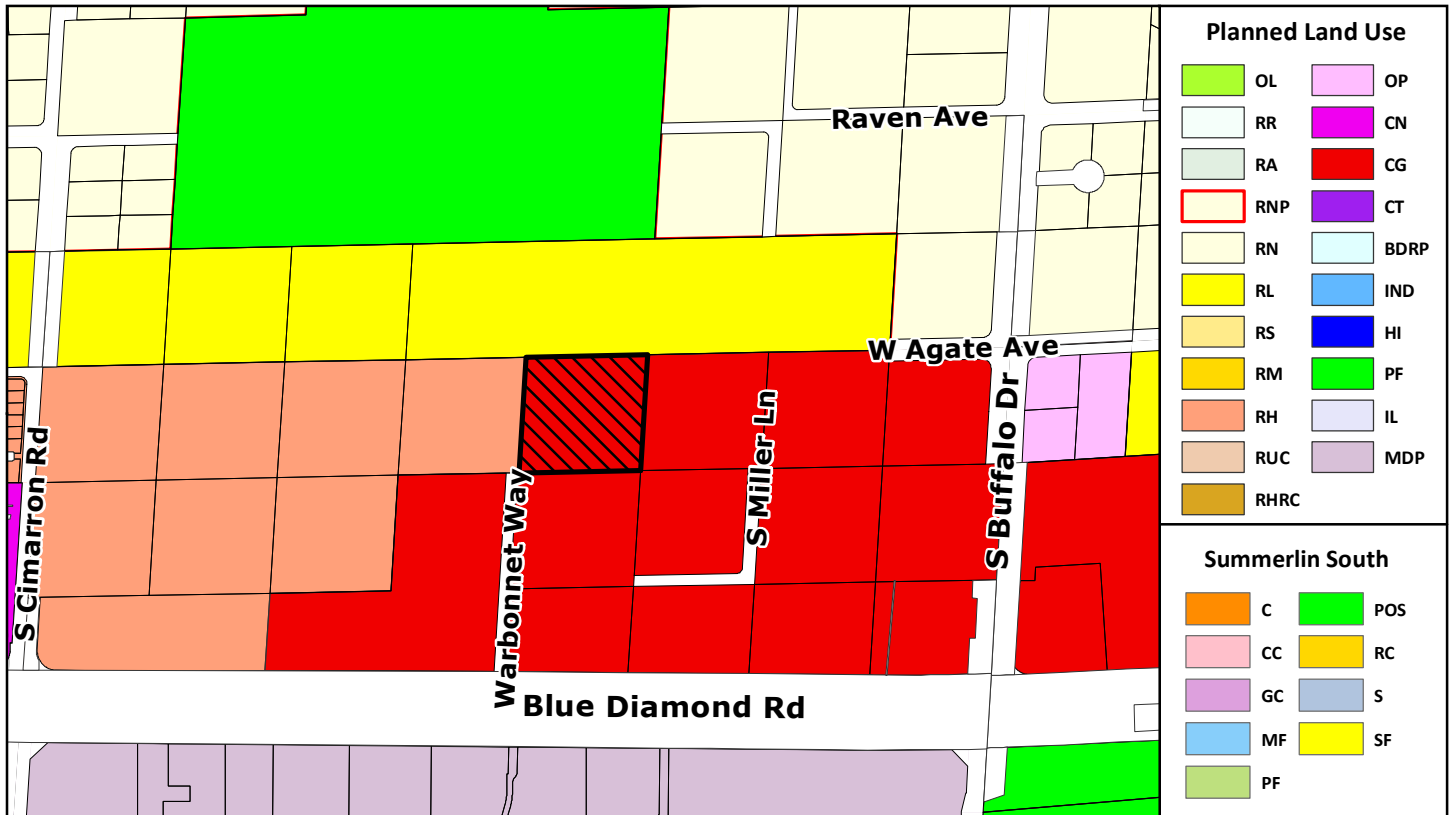 Raven Ave
W Agate Ave
S Cimarron Rd
Warbonnet Way
S Miller Ln
S Buffalo Dr
Blue Diamond Rd
Planned Land Use
OL OP
RR CN
RA CG
RNP CT
RN BDRP
RL IND
RS HI
RM PF
RH IL
RUC MDP
RHRC
Summerlin South
C POS
CC RC
GC S
MF SF
PF